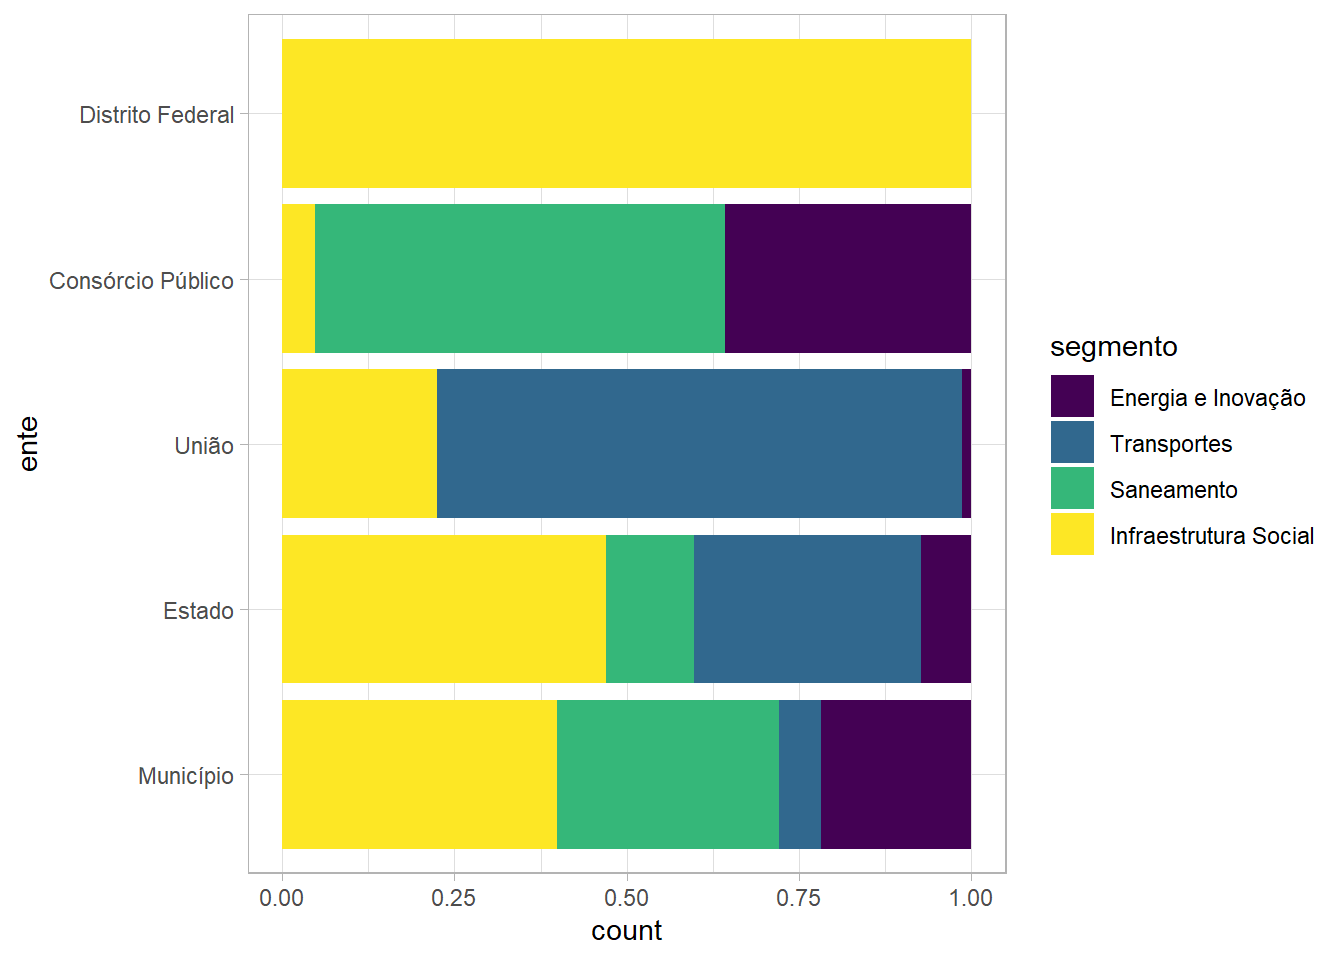 Distrito Federal
Consórcio Público
União
Estado
Município
ente
0.00 0.25 0.50 0.75 1.00
count
segmento
Energia e Inovação
Transportes
Saneamento
Infraestrutura Social